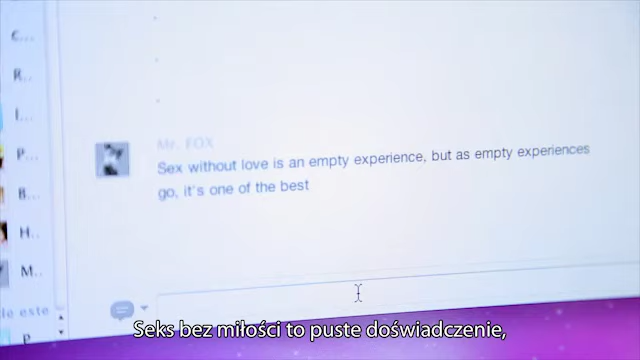 C...
R...
P...
B...
H..
M..
Mr. FOX
Sex without love is an empty experience, but as empty experiences
go, it's one of the best
Seks bez miłości to puste doświadczenie,